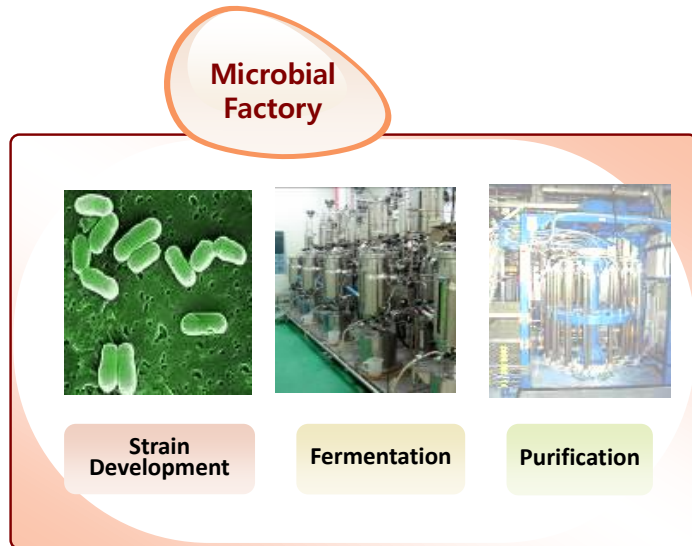 Microbial
Factory
Strain
Development
Fermentation
Purification